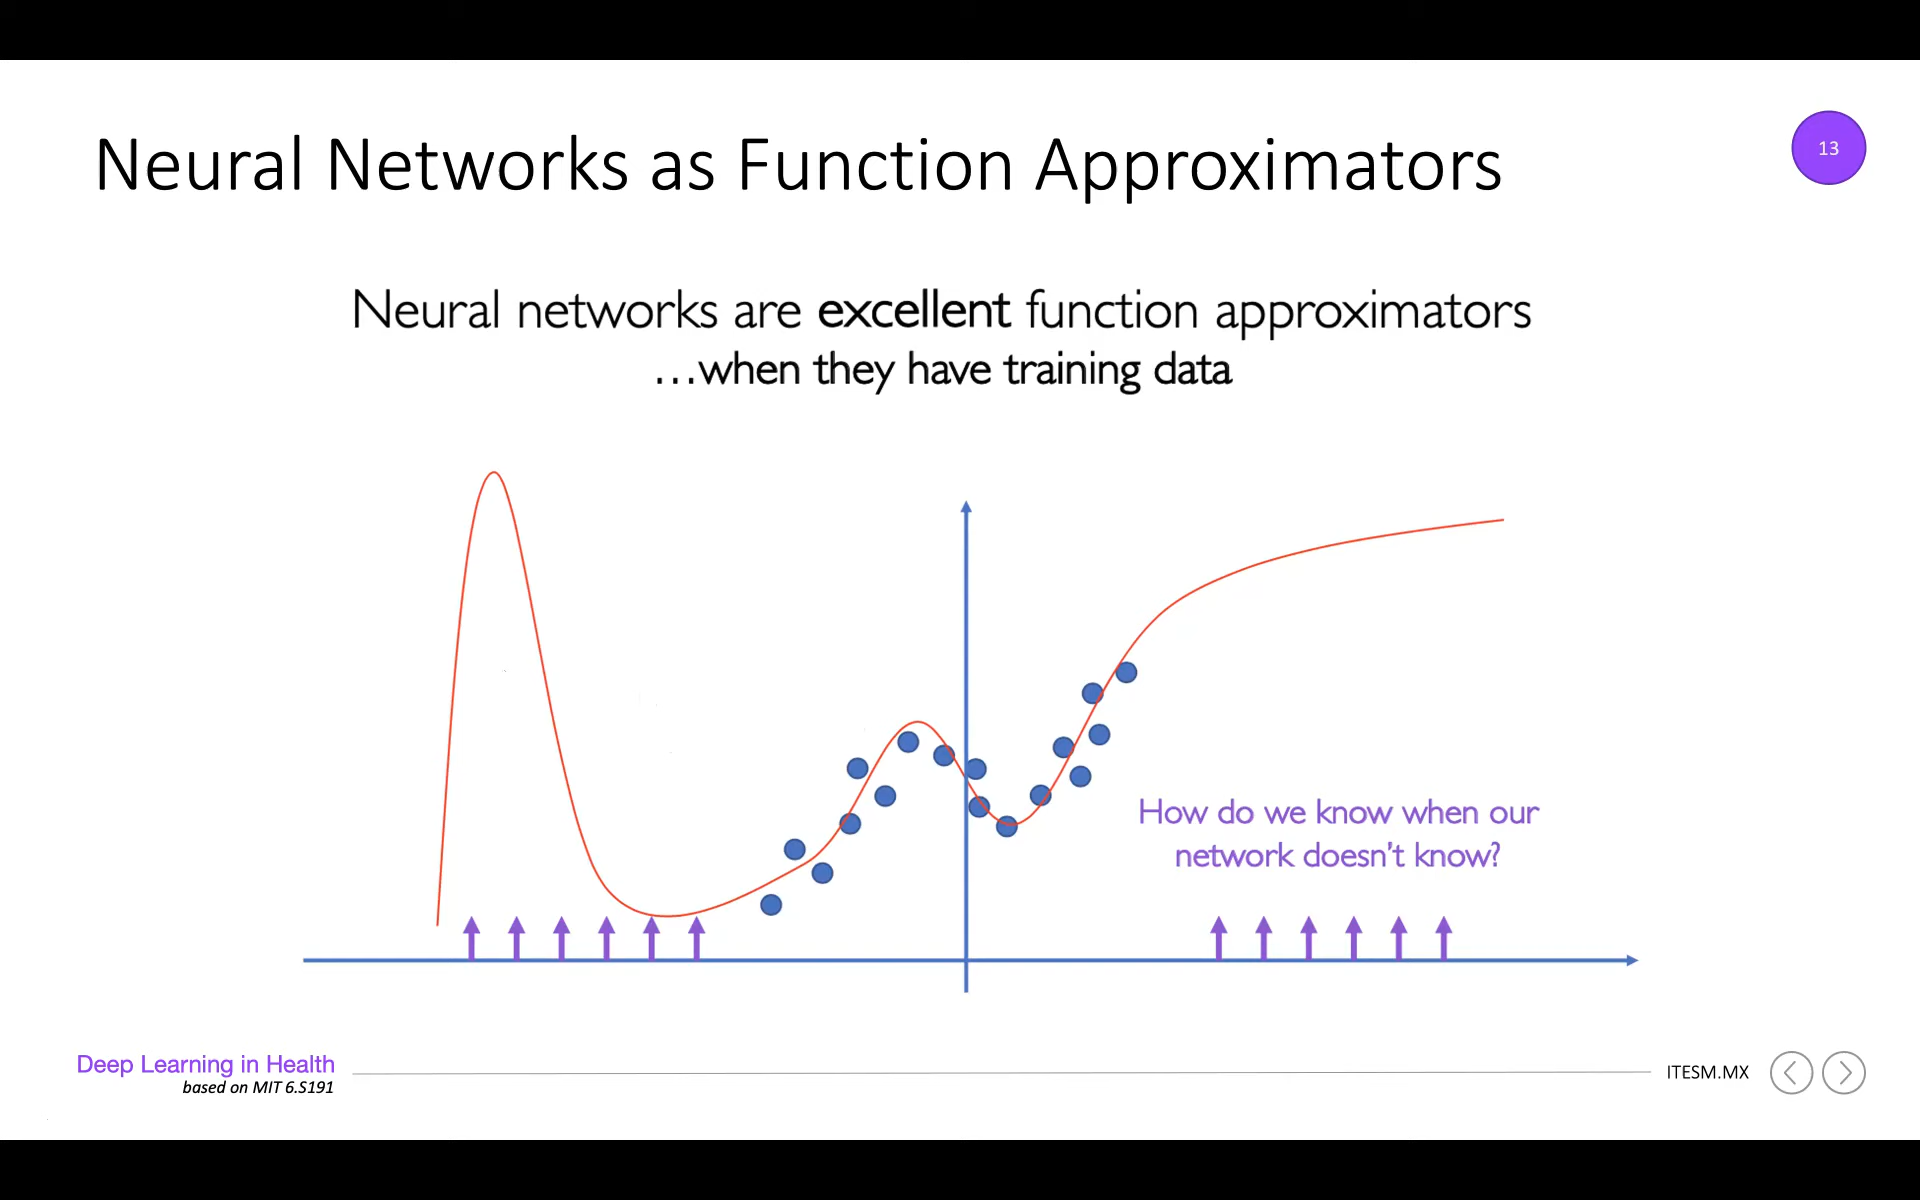 Neural Networks as Function Approximators
13
Neural networks are excellent function approximators
…when they have training data
How do we know when our
network doesn't know?
Deep Learning in Health
based on MIT 6.S191
ITESM.MX